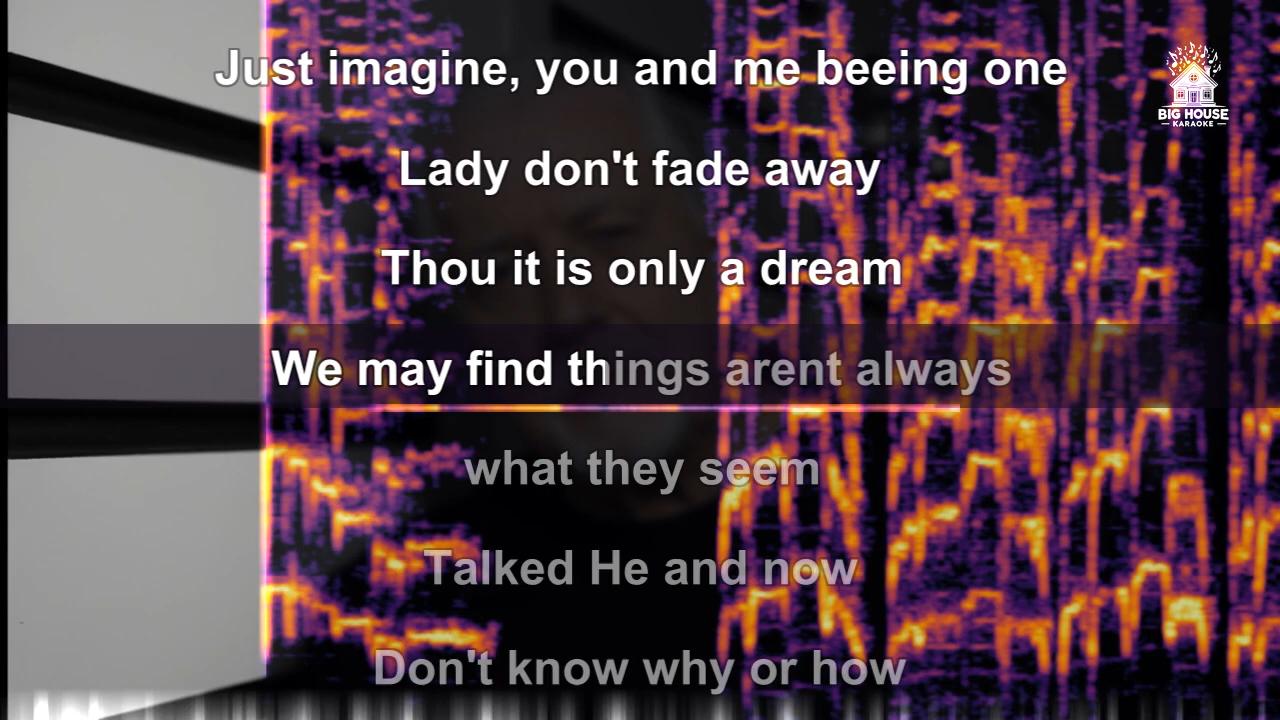 Just imagine, you and me beeing one
BIG HOUSE
KARAOKE
Lady don't fade away
Thou it is only a dream
We may find things arent always
what they seem
Talked He and now
Don't know why or how